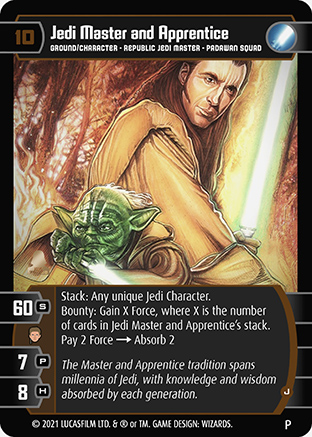 10
Jedi Master and Apprentice
GROUND/CHARACTER - REPUBLIC JEDI MASTER - PADAWAN SQUAD
60 S
Stack: Any unique Jedi Character.
Bounty: Gain X Force, where X is the number
of cards in Jedi Master and Apprentice's stack.
Pay 2 Force → Absorb 2
7 P
The Master and Apprentice tradition spans
millennia of Jedi, with knowledge and wisdom
absorbed by each generation.
8 H
J
© 2021 LUCASFILM LTD. & ® or TM. GAME DESIGN: WIZARDS.
P